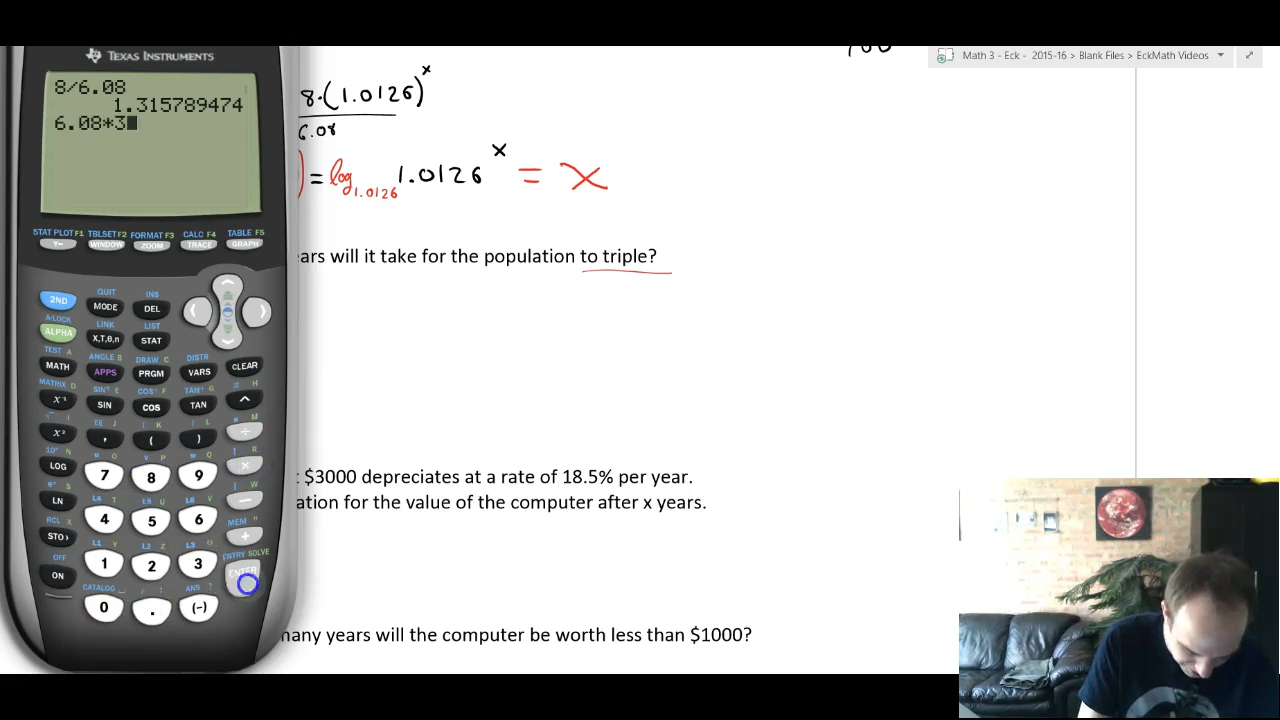 TEXAS INSTRUMENTS
8/6.08
1.315789474
6.08*3
STAT PLOT F1 TBLSET F2 FORMAT F3 CALC F4 TABLE F5
Y= WINDOW ZOOM TRACE GRAPH
QUIT INS
2ND MODE DEL
A-LOCK LINK LIST
ALPHA X,T,θ,n STAT
TEST A ANGLE B DRAW C DISTR
MATH APPS PRGM VARS CLEAR
MATRIX D SIN⁻¹ E COS⁻¹ F TAN⁻¹ G π H
X⁻¹ SIN COS TAN ^
√ I EE J { K } L M
X² , ( ) ÷
10ˣ N u O v P w Q [ R
LOG 7 8 9 ×
eˣ S L4 T L5 U L6 V ] W
LN 4 5 6 −
RCL X L1 Y L2 Z L3 θ MEM "
STO› 1 2 3 +
OFF CATALOG _ i : ANS ? ENTRY SOLVE
ON 0 . (-) ENTER
8·(1.0126)ˣ
6.08
) = log1.0126 1.0126ˣ = x
Math 3 - Eck - 2015-16 > Blank Files > EckMath Videos
ears will it take for the population to triple?
$3000 depreciates at a rate of 18.5% per year.
ation for the value of the computer after x years.
many years will the computer be worth less than $1000?